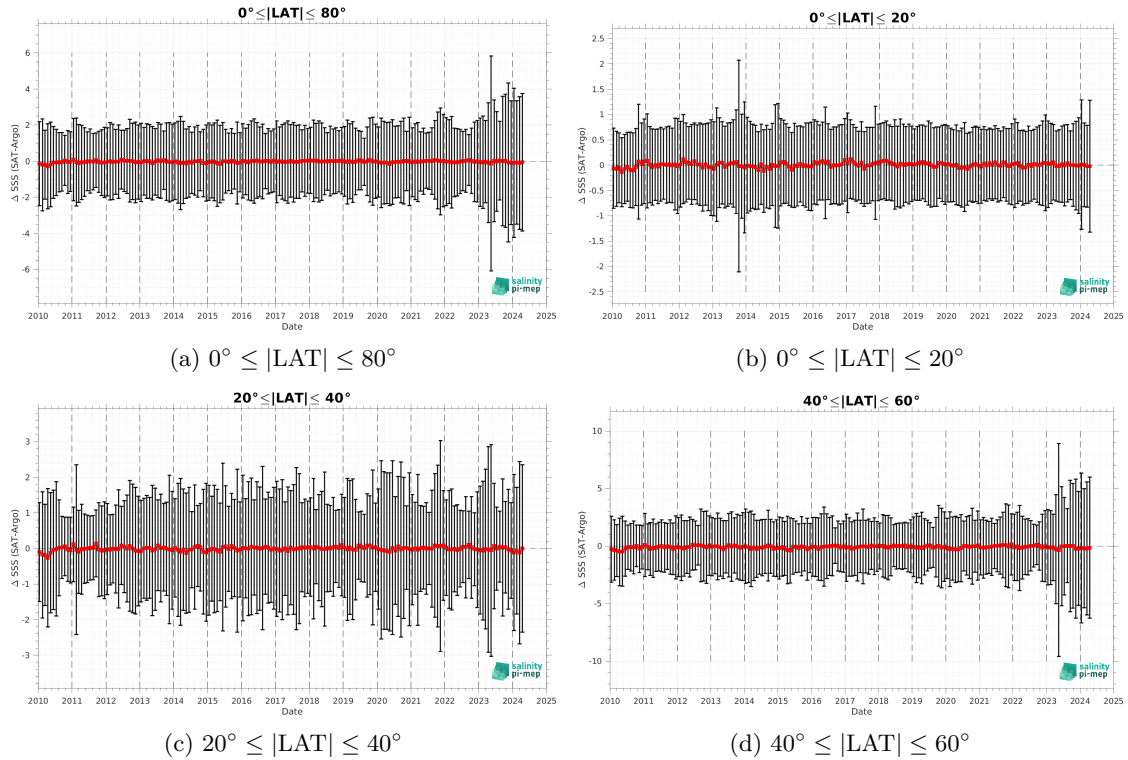 0°≤|LAT|≤ 80°
Δ SSS (SAT-Argo)
6
4
2
0
-2
-4
-6
2010 2011 2012 2013 2014 2015 2016 2017 2018 2019 2020 2021 2022 2023 2024 2025
Date
salinity
pi-mep
(a) 0° ≤ |LAT| ≤ 80°
0°≤|LAT|≤ 20°
Δ SSS (SAT-Argo)
2.5
2
1.5
1
0.5
0
-0.5
-1
-1.5
-2
-2.5
2010 2011 2012 2013 2014 2015 2016 2017 2018 2019 2020 2021 2022 2023 2024 2025
Date
salinity
pi-mep
(b) 0° ≤ |LAT| ≤ 20°
20°≤|LAT|≤ 40°
Δ SSS (SAT-Argo)
3
2
1
0
-1
-2
-3
2010 2011 2012 2013 2014 2015 2016 2017 2018 2019 2020 2021 2022 2023 2024 2025
Date
salinity
pi-mep
(c) 20° ≤ |LAT| ≤ 40°
40°≤|LAT|≤ 60°
Δ SSS (SAT-Argo)
10
5
0
-5
-10
2010 2011 2012 2013 2014 2015 2016 2017 2018 2019 2020 2021 2022 2023 2024 2025
Date
salinity
pi-mep
(d) 40° ≤ |LAT| ≤ 60°